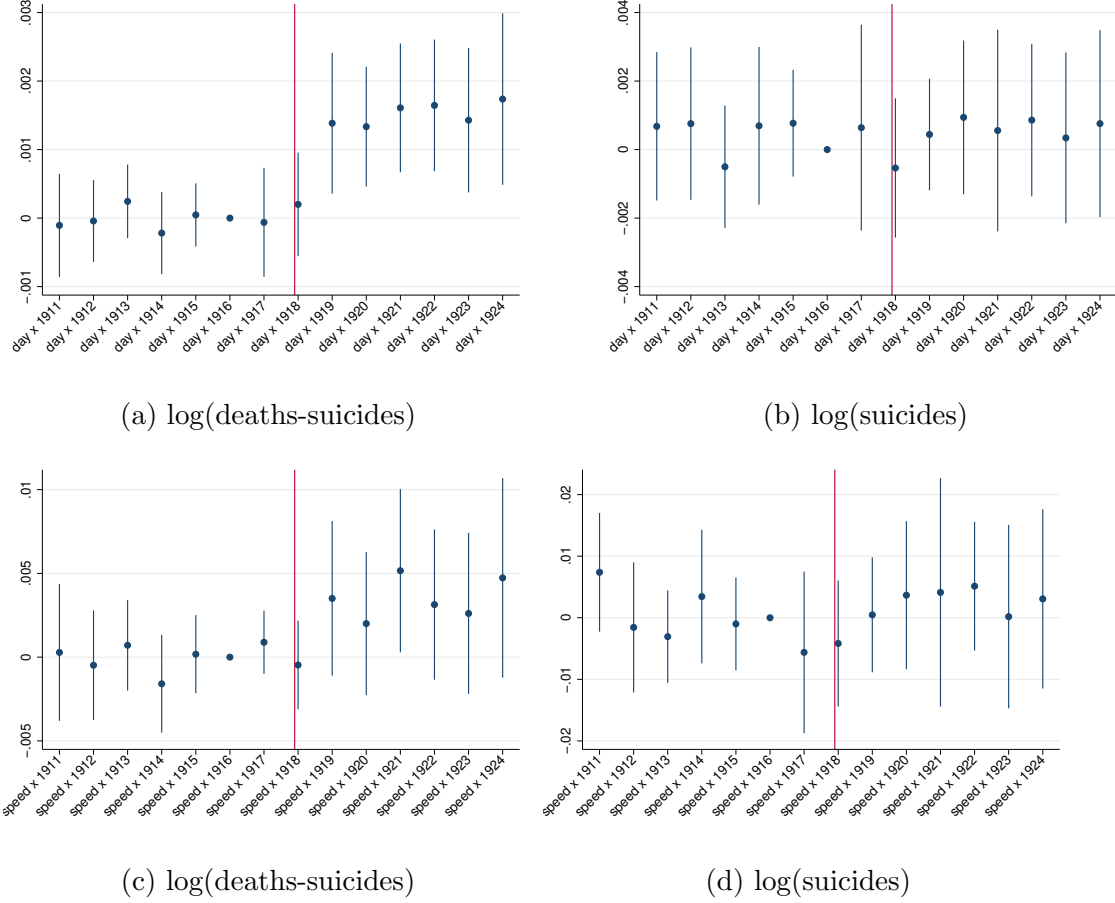 .003
.002
.001
0
-.001
day x 1911
day x 1912
day x 1913
day x 1914
day x 1915
day x 1916
day x 1917
day x 1918
day x 1919
day x 1920
day x 1921
day x 1922
day x 1923
day x 1924
(a) log(deaths-suicides)
.004
.002
0
-.002
-.004
day x 1911
day x 1912
day x 1913
day x 1914
day x 1915
day x 1916
day x 1917
day x 1918
day x 1919
day x 1920
day x 1921
day x 1922
day x 1923
day x 1924
(b) log(suicides)
.01
.005
0
-.005
speed x 1911
speed x 1912
speed x 1913
speed x 1914
speed x 1915
speed x 1916
speed x 1917
speed x 1918
speed x 1919
speed x 1920
speed x 1921
speed x 1922
speed x 1923
speed x 1924
(c) log(deaths-suicides)
.02
.01
0
-.01
-.02
speed x 1911
speed x 1912
speed x 1913
speed x 1914
speed x 1915
speed x 1916
speed x 1917
speed x 1918
speed x 1919
speed x 1920
speed x 1921
speed x 1922
speed x 1923
speed x 1924
(d) log(suicides)